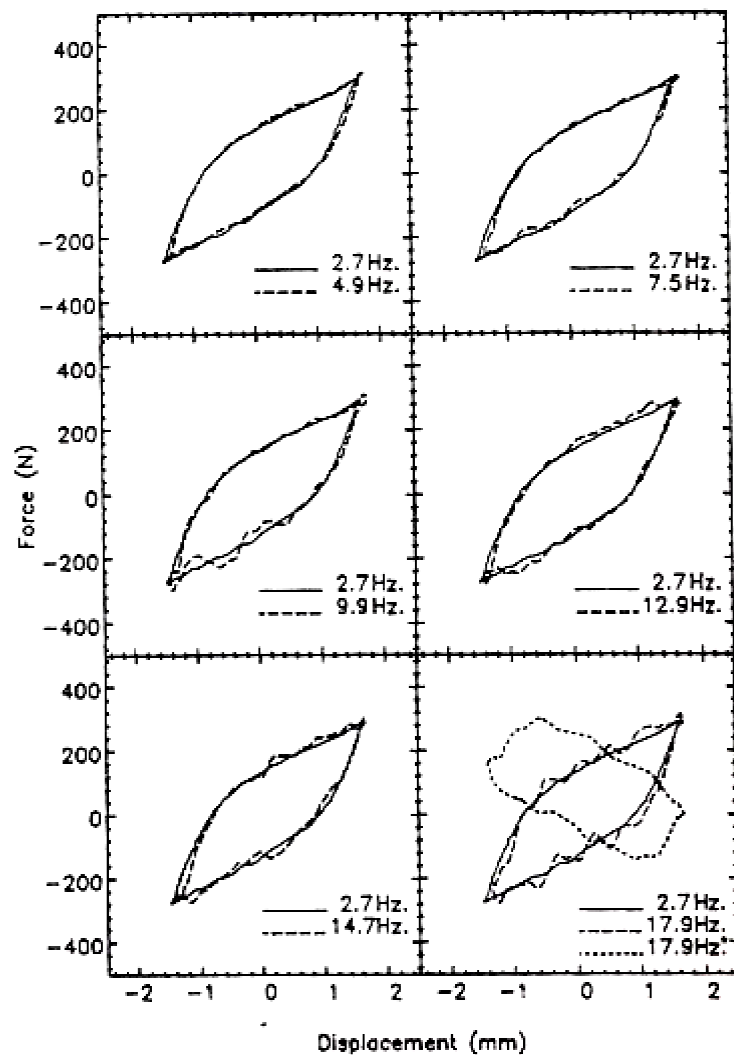 400
200
0
−200
−400
2.7Hz.
4.9Hz.
2.7Hz.
7.5Hz.
400
200
0
−200
−400
2.7Hz.
9.9Hz.
2.7Hz.
12.9Hz.
400
200
0
−200
−400
2.7Hz.
14.7Hz.
2.7Hz.
17.9Hz.
17.9Hz.*
−2 −1 0 1 2
−2 −1 0 1 2
Force (N)
Displacement (mm)